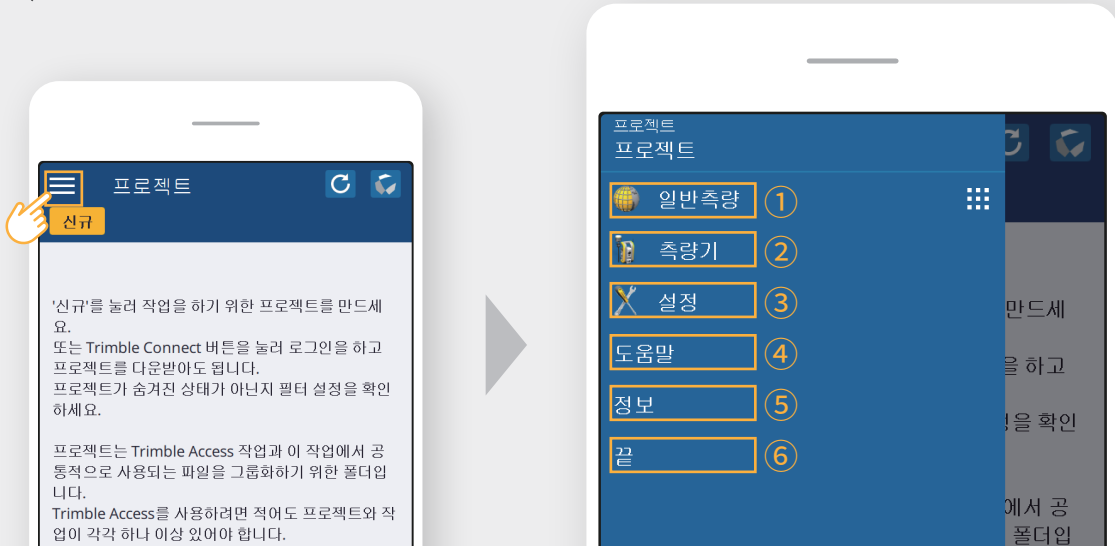 프로젝트
신규
'신규'를 눌러 작업을 하기 위한 프로젝트를 만드세
요.
또는 Trimble Connect 버튼을 눌러 로그인을 하고
프로젝트를 다운받아도 됩니다.
프로젝트가 숨겨진 상태가 아닌지 필터 설정을 확인
하세요.
프로젝트는 Trimble Access 작업과 이 작업에서 공
통적으로 사용되는 파일을 그룹화하기 위한 폴더입
니다.
Trimble Access를 사용하려면 적어도 프로젝트와 작
업이 각각 하나 이상 있어야 합니다.
프로젝트
프로젝트
일반측량 ①
측량기 ②
설정 ③
도움말 ④
정보 ⑤
끝 ⑥
만드세
을 하고
을 확인
에서 공
폴더입